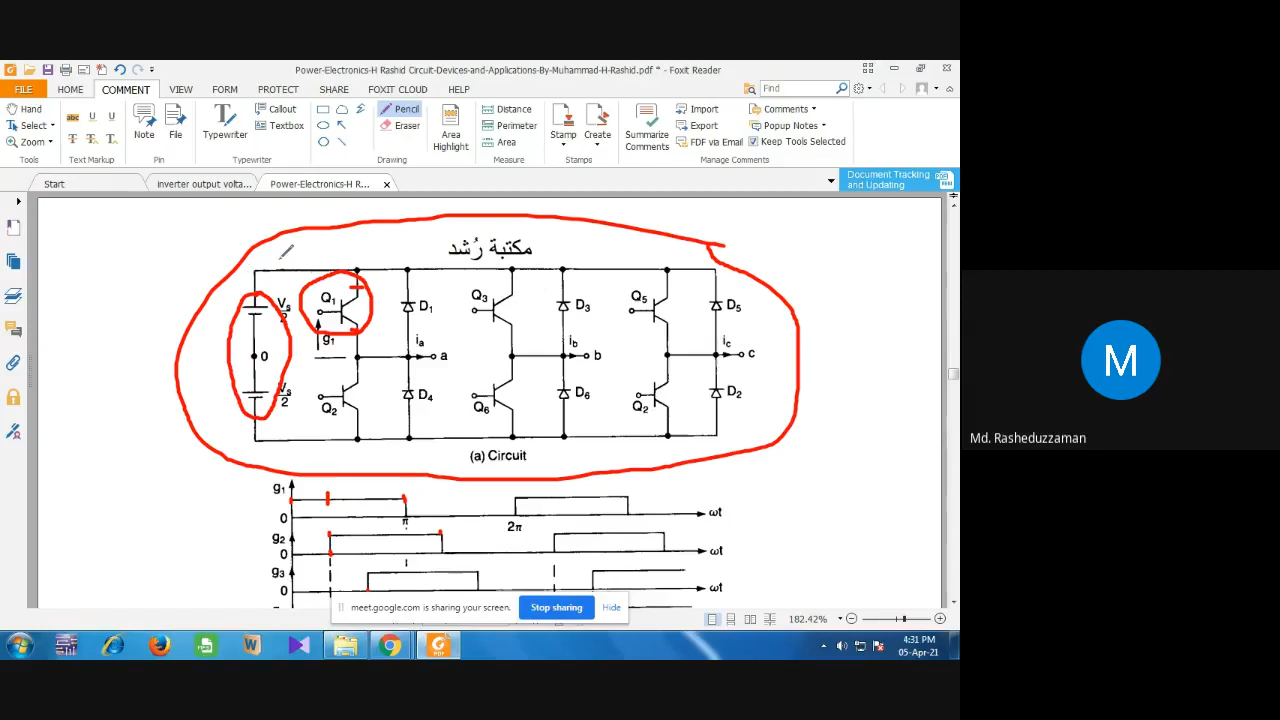 Power-Electronics-H Rashid Circuit-Devices-and-Applications-By-Muhammad-H-Rashid.pdf * - Foxit Reader
FILE HOME COMMENT VIEW FORM PROTECT SHARE FOXIT CLOUD HELP Find
Hand
Select
Zoom
Tools
abc U U
T T T
Text Markup
Note File
Pin
Typewriter Callout
Textbox
Typewriter
Pencil
Eraser
Drawing
Area Highlight
Distance
Perimeter
Area
Measure
Stamp Create
Stamps
Summarize Comments
Import
Export
FDF via Email
Comments
Popup Notes
Keep Tools Selected
Manage Comments
Start inverter output volta... Power-Electronics-H R...
Document Tracking and Updating
مكتبة رُشد
Q1 D1 Q3 D3 Q5 D5
Vs/2
g1
0
ia a ib b ic c
Vs/2
Q2 D4 Q6 D6 Q2 D2
(a) Circuit
g1
0 π 2π ωt
g2
0 ωt
g3
0
meet.google.com is sharing your screen. Stop sharing Hide
182.42%
4:31 PM
05-Apr-21
M
Md. Rasheduzzaman